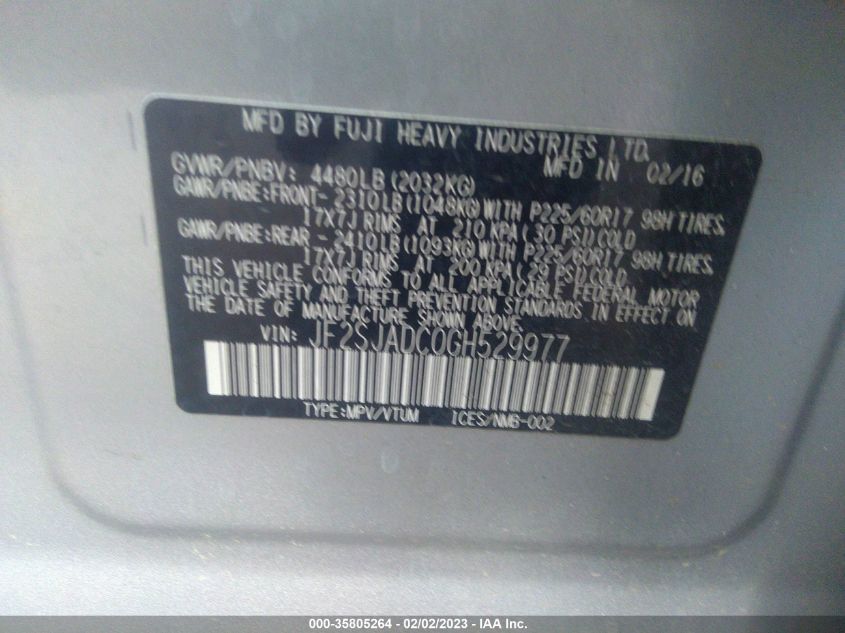 MFD BY FUJI HEAVY INDUSTRIES, LTD.
MFD IN 02/16
GVWR/PNBV: 4480LB (2032KG)
GAWR/PNBE:FRONT- 2310LB (1048KG) WITH P225/60R17 98H TIRES,
17X7J RIMS AT 210 KPA (30 PSI) COLD
GAWR/PNBE:REAR - 2410LB (1093KG) WITH P225/60R17 98H TIRES,
17X7J RIMS AT 200 KPA (29 PSI) COLD
THIS VEHICLE CONFORMS TO ALL APPLICABLE FEDERAL MOTOR
VEHICLE SAFETY AND THEFT PREVENTION STANDARDS IN EFFECT ON
THE DATE OF MANUFACTURE SHOWN ABOVE.
VIN: JF2SJADC0GH529977
TYPE:MPV/VTUM ICES/NMB-002
000-35805264 - 02/02/2023 - IAA Inc.